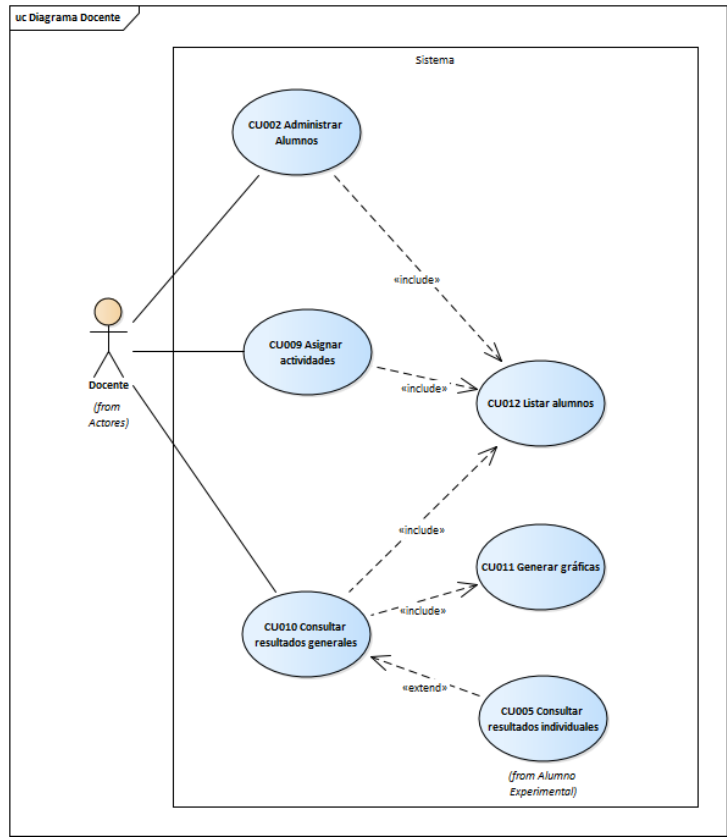 uc Diagrama Docente
Sistema
CU002 Administrar
Alumnos
«include»
CU009 Asignar
actividades
«include»
Docente
(from
Actores)
CU012 Listar alumnos
«include»
CU011 Generar gráficas
«include»
CU010 Consultar
resultados generales
«extend»
CU005 Consultar
resultados individuales
(from Alumno
Experimental)